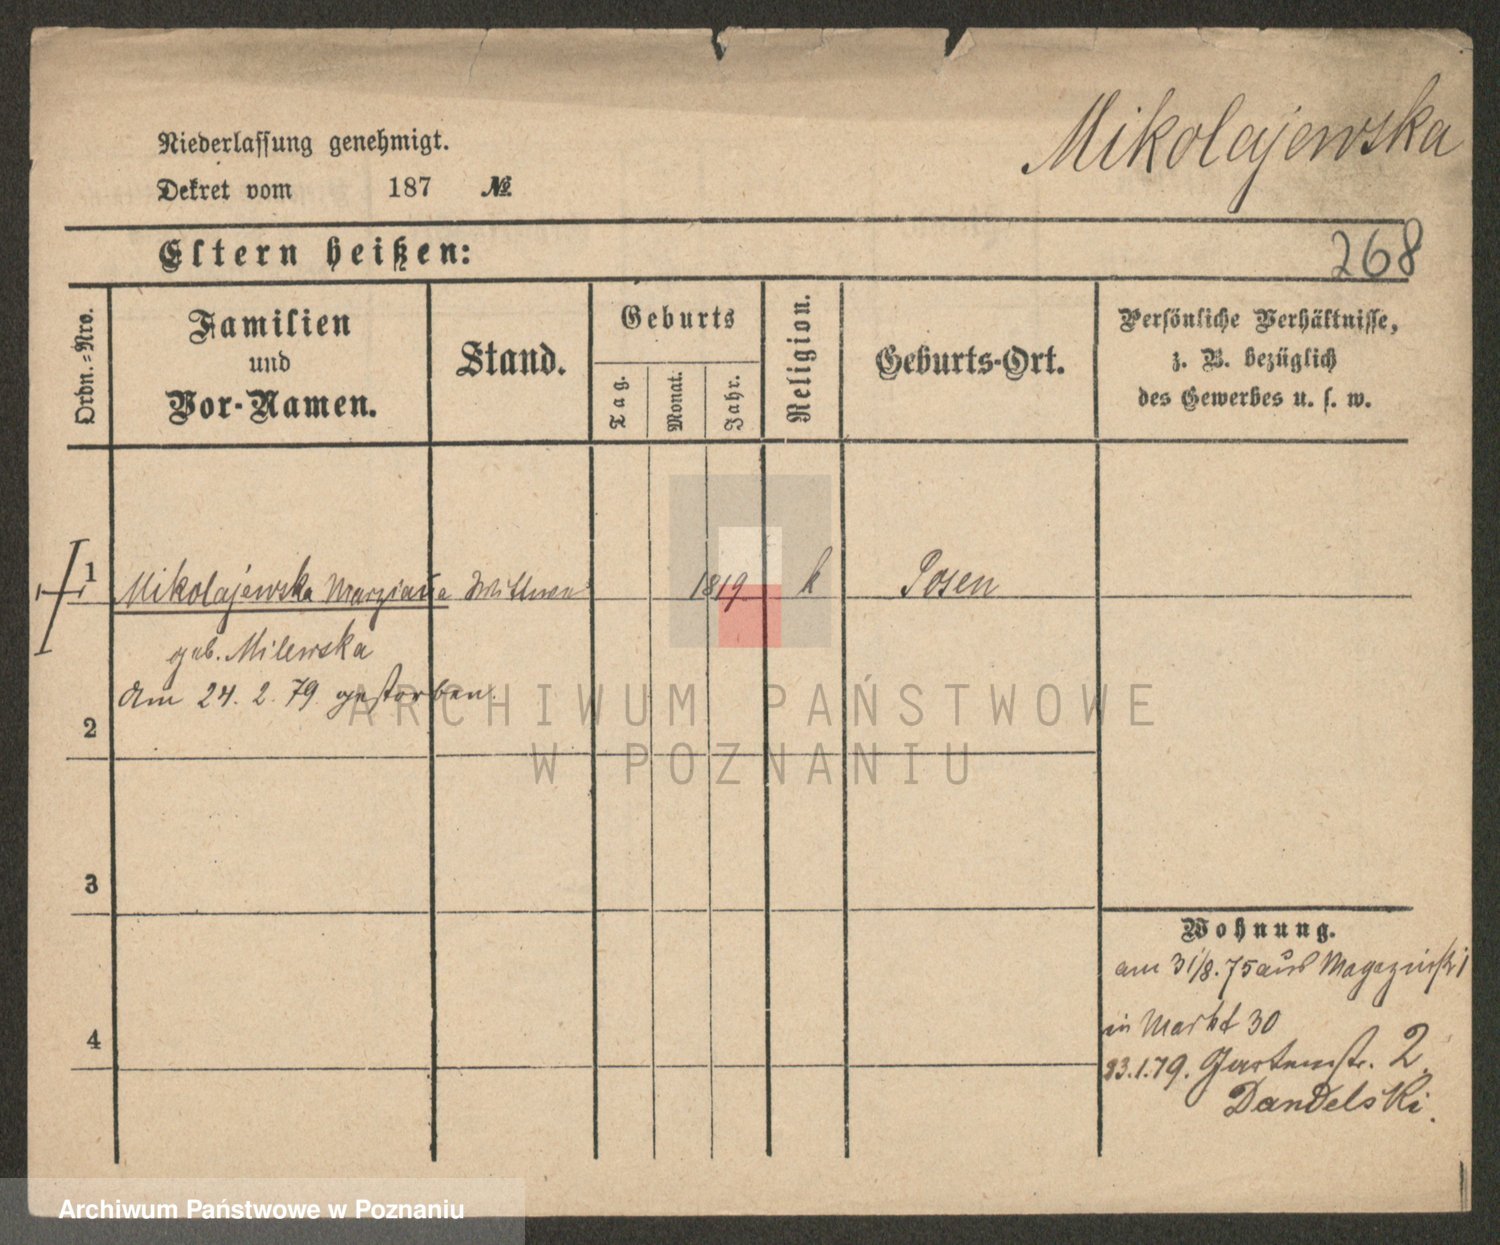 Mikolajewska
Niederlassung genehmigt.
Dekret vom 187 №
268
Eltern heißen:
Ordn.=Nro.
Familien
und
Vor-Namen.
Stand.
Geburts
Tag.
Monat.
Jahr.
Religion.
Geburts-Ort.
Persönliche Verhältnisse,
z. B. bezüglich
des Gewerbes u. s. w.
1 Mikolajewska Marzianna Wittwe 1819 k Posen
geb. Milewska
Am 24. 2. 79 gestorben.
2
3
4
Wohnung.
am 31/8. 75 aus
in Markt 30
23.1.79. Gartenstr. 2.
Dandelski.
ARCHIWUM PAŃSTWOWE
W POZNANIU
Archiwum Państwowe w Poznaniu